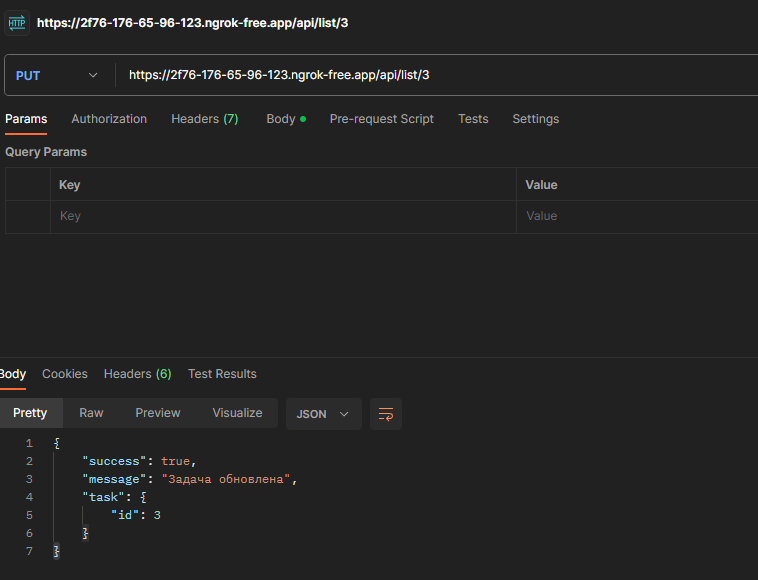 HTTP https://2f76-176-65-96-123.ngrok-free.app/api/list/3
PUT https://2f76-176-65-96-123.ngrok-free.app/api/list/3
Params Authorization Headers (7) Body Pre-request Script Tests Settings
Query Params
Key Value
Key Value
Body Cookies Headers (6) Test Results
Pretty Raw Preview Visualize JSON
1 {
2 "success": true,
3 "message": "Задача обновлена",
4 "task": {
5 "id": 3
6 }
7 }